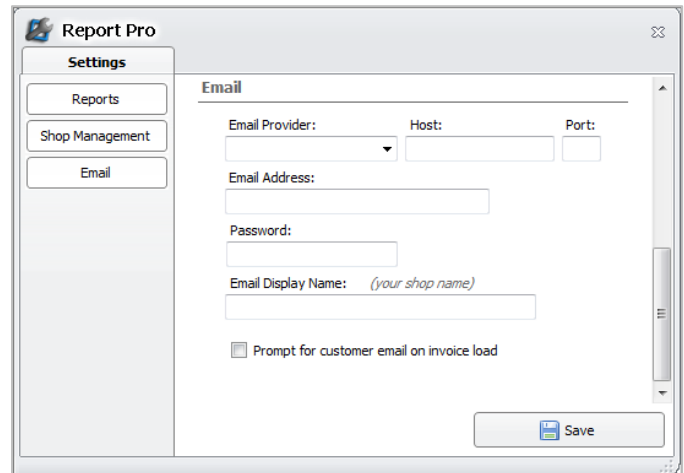 Report Pro
Settings
Reports
Shop Management
Email
Email
Email Provider: Host: Port:
Email Address:
Password:
Email Display Name: (your shop name)
Prompt for customer email on invoice load
Save